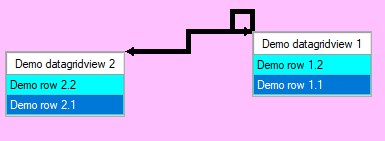 Demo datagridview 1
Demo row 1.2
Demo row 1.1
Demo datagridview 2
Demo row 2.2
Demo row 2.1